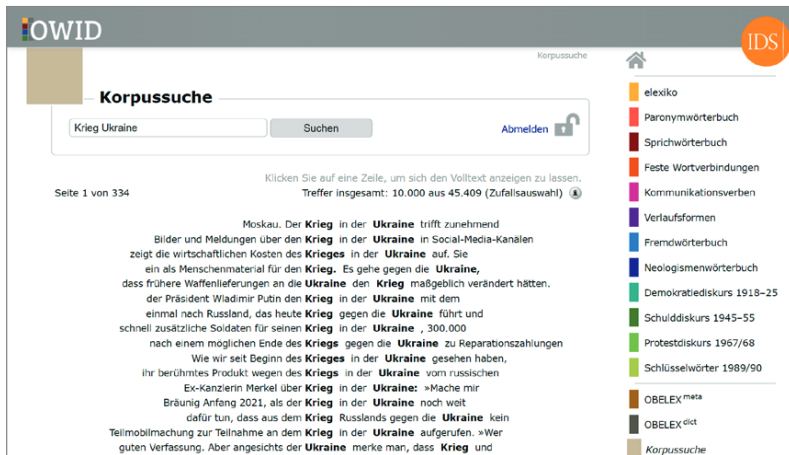 OWID
IDS
Korpussuche
Korpussuche
Krieg Ukraine
Suchen
Abmelden
Klicken Sie auf eine Zeile, um sich den Volltext anzeigen zu lassen.
Seite 1 von 334
Treffer insgesamt: 10.000 aus 45.409 (Zufallsauswahl)
Moskau. Der Krieg in der Ukraine trifft zunehmend
Bilder und Meldungen über den Krieg in der Ukraine in Social-Media-Kanälen
zeigt die wirtschaftlichen Kosten des Krieges in der Ukraine auf. Sie
ein als Menschenmaterial für den Krieg. Es gehe gegen die Ukraine,
dass frühere Waffenlieferungen an die Ukraine den Krieg maßgeblich verändert hätten.
der Präsident Wladimir Putin den Krieg in der Ukraine mit dem
einmal nach Russland, das heute Krieg gegen die Ukraine führt und
schnell zusätzliche Soldaten für seinen Krieg in der Ukraine , 300.000
nach einem möglichen Ende des Kriegs gegen die Ukraine zu Reparationszahlungen
Wie wir seit Beginn des Krieges in der Ukraine gesehen haben,
ihr berühmtes Produkt wegen des Kriegs in der Ukraine vom russischen
Ex-Kanzlerin Merkel über Krieg in der Ukraine: »Mache mir
Bräunig Anfang 2021, als der Krieg in der Ukraine noch weit
dafür tun, dass aus dem Krieg Russlands gegen die Ukraine kein
Teilmobilmachung zur Teilnahme an dem Krieg in der Ukraine aufgerufen. »Wer
guten Verfassung. Aber angesichts der Ukraine merke man, dass Krieg und
elexiko
Paronymwörterbuch
Sprichwörterbuch
Feste Wortverbindungen
Kommunikationsverben
Verlaufsformen
Fremdwörterbuch
Neologismenwörterbuch
Demokratiediskurs 1918–25
Schulddiskurs 1945–55
Protestdiskurs 1967/68
Schlüsselwörter 1989/90
OBELEX meta
OBELEX dict
Korpussuche